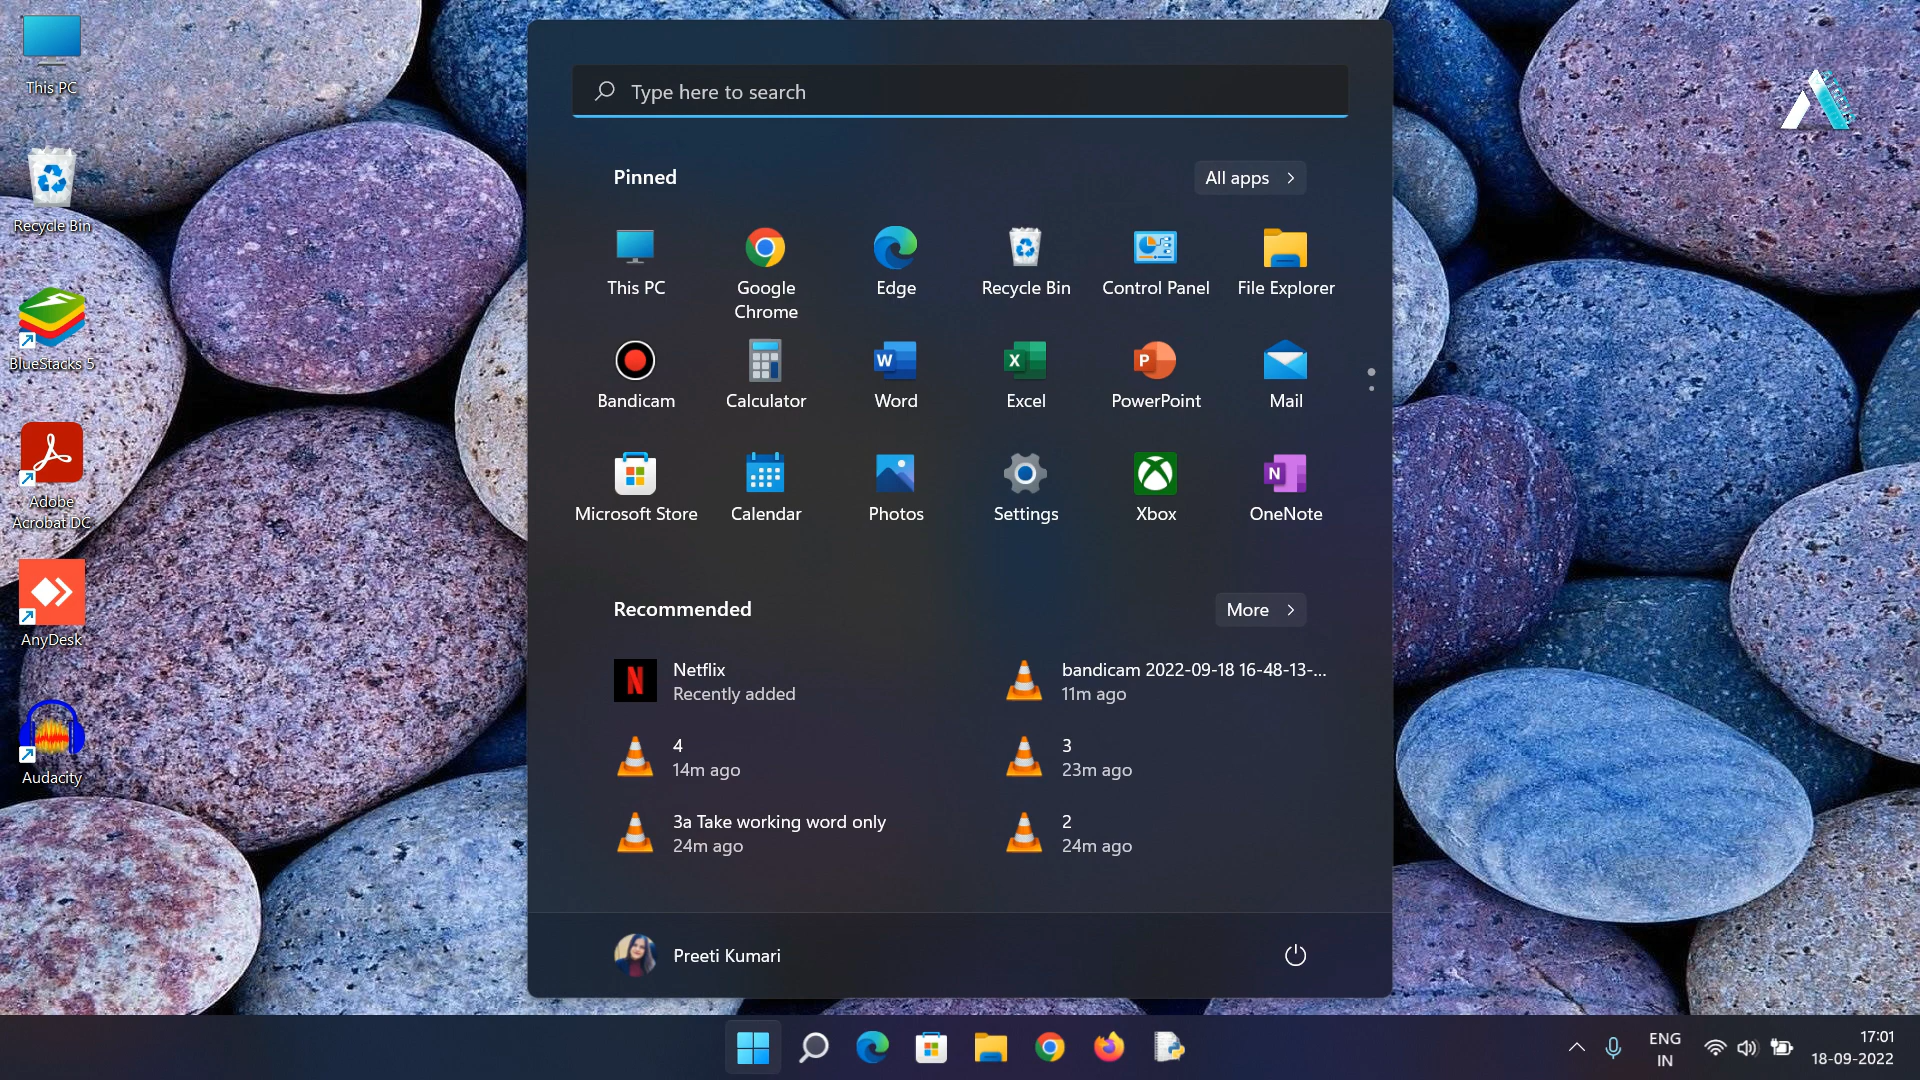 This PC
Recycle Bin
BlueStacks 5
Adobe
Acrobat DC
AnyDesk
Audacity
Type here to search
Pinned
All apps
This PC
Google
Chrome
Edge
Recycle Bin
Control Panel
File Explorer
Bandicam
Calculator
Word
Excel
PowerPoint
Mail
Microsoft Store
Calendar
Photos
Settings
Xbox
OneNote
Recommended
More
Netflix
Recently added
bandicam 2022-09-18 16-48-13-...
11m ago
4
14m ago
3
23m ago
3a Take working word only
24m ago
2
24m ago
Preeti Kumari
ENG
IN
17:01
18-09-2022